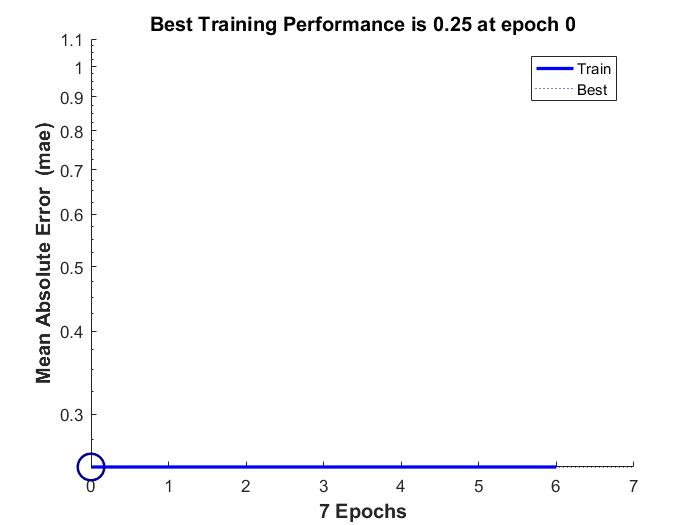 Best Training Performance is 0.25 at epoch 0
1.1
1
0.9
0.8
0.7
0.6
0.5
0.4
0.3
Mean Absolute Error (mae)
Train
Best
0 1 2 3 4 5 6 7
7 Epochs